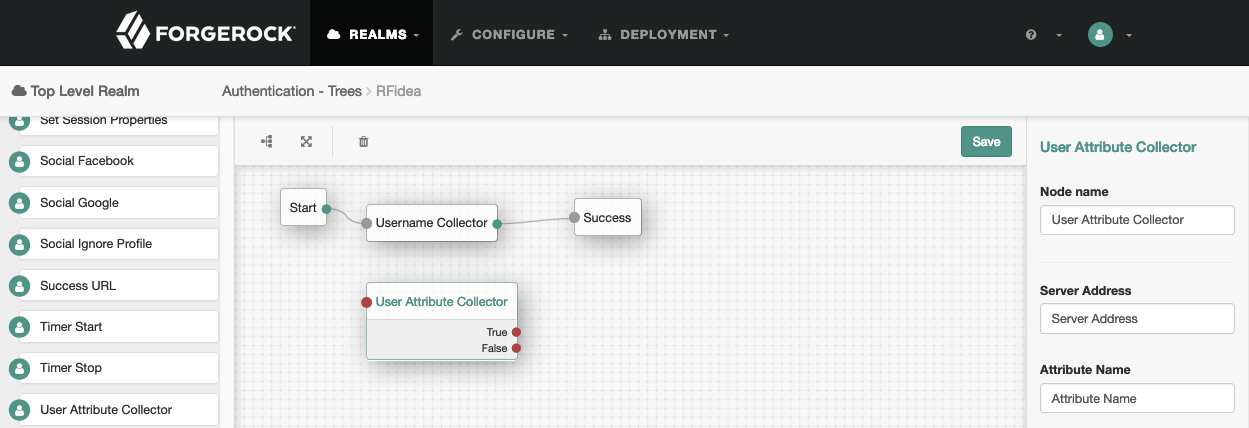 FORGEROCK
REALMS
CONFIGURE
DEPLOYMENT
Top Level Realm
Authentication - Trees > RFidea
Set Session Properties
Social Facebook
Social Google
Social Ignore Profile
Success URL
Timer Start
Timer Stop
User Attribute Collector
Save
Start
Username Collector
Success
User Attribute Collector
True
False
User Attribute Collector
Node name
User Attribute Collector
Server Address
Server Address
Attribute Name
Attribute Name